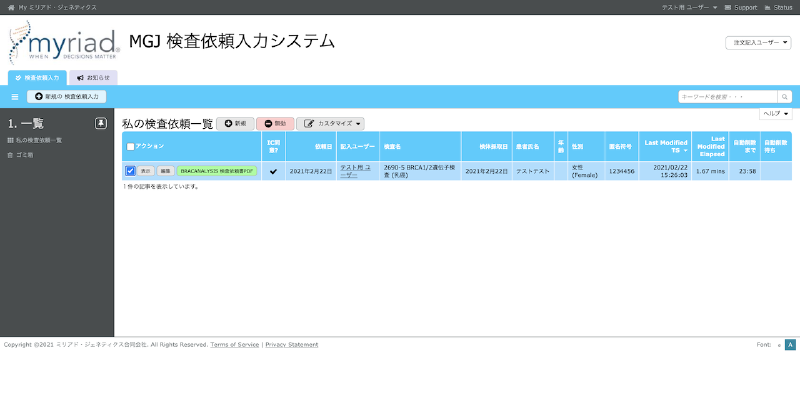 My ミリアド・ジェネティクス
テスト用 ユーザー
Support
Status
myriad
WHEN DECISIONS MATTER
MGJ 検査依頼入力システム
注文記入ユーザー
検査依頼入力
お知らせ
新規の 検査依頼入力
キーワードを検索・・・
ヘルプ
1. 一覧
私の検査依頼一覧
ゴミ箱
私の検査依頼一覧
新規
カスタマイズ
アクション
依頼日
記入ユーザー
検査名
検体採取日
患者氏名
年齢
性別
匿名符号
Last Modified TS
Last Modified Elapsed
自動削除まで
自動削除待ち
表示
編集
BRACANALYSIS 検査依頼書PDF
2021年2月22日
テスト用 ユーザー
2690-5 BRCA1/2遺伝子検査 (乳癌)
2021年2月22日
テストテスト
女性 (Female)
1234456
2021/02/22 15:26:03
1.67 mins
23:58
1 件の記事を表示しています。
Copyright ©2021 ミリアド・ジェネティクス合同会社. All Rights Reserved. Terms of Service | Privacy Statement
Font:
A